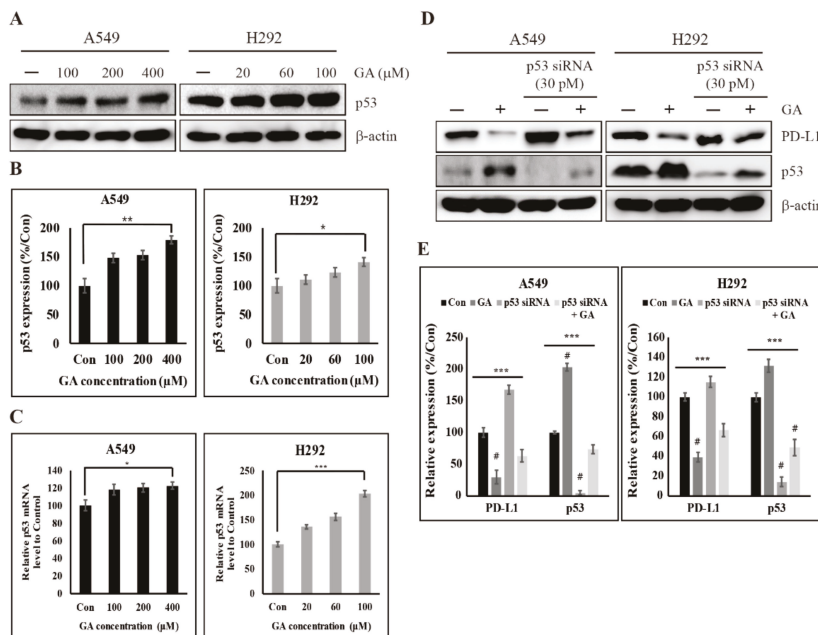 A
A549 H292
— 100 200 400 — 20 60 100 GA (μM)
p53
β-actin
B
A549
p53 expression (%/Con)
200
150
100
50
0
**
Con 100 200 400
GA concentration (μM)
H292
p53 expression (%/Con)
200
150
100
50
0
*
Con 20 60 100
GA concentration (μM)
C
A549
Relative p53 mRNA
level to Control
140
120
100
80
60
40
20
0
*
Con 100 200 400
GA concentration (μM)
H292
Relative p53 mRNA
level to Control
250
200
150
100
50
0
***
Con 20 60 100
GA concentration (μM)
D
A549 H292
p53 siRNA p53 siRNA
(30 pM) (30 pM)
— + — + — + — + GA
PD-L1
p53
β-actin
E
A549
Con GA p53 siRNA p53 siRNA
+ GA
Relative expression (%/Con)
250
200
150
100
50
0
***
***
#
#
#
PD-L1 p53
H292
Con GA p53 siRNA p53 siRNA
+ GA
Relative expression (%/Con)
160
140
120
100
80
60
40
20
0
***
***
#
#
#
PD-L1 p53